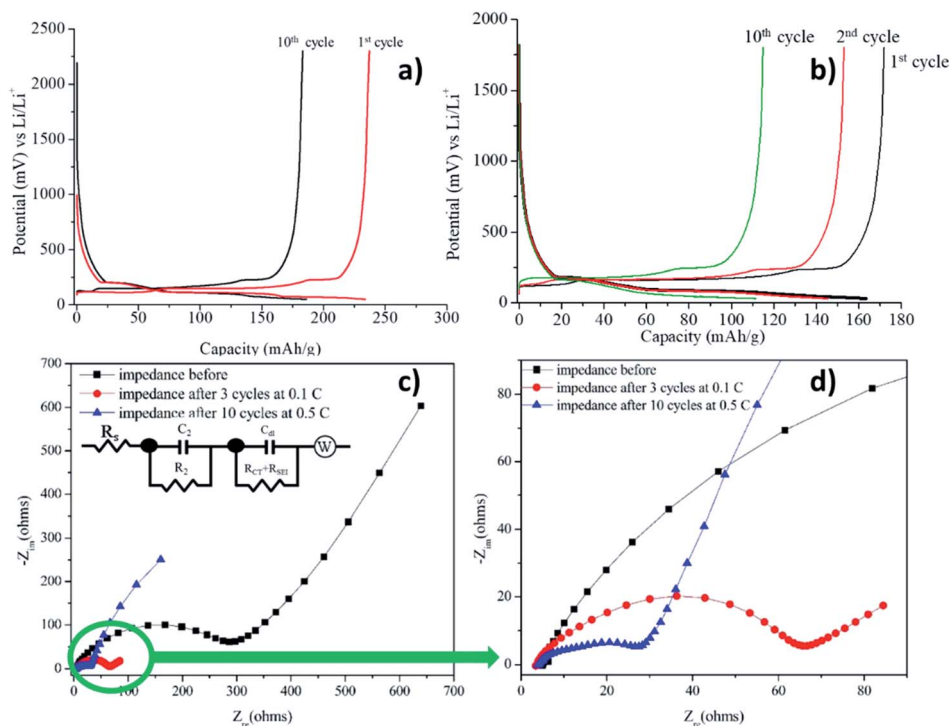 a)
10th cycle
1st cycle
2500
2000
1500
1000
500
0
Potential (mV) vs Li/Li+
0 50 100 150 200 250 300 350
Capacity (mAh/g)
b)
10th cycle
2nd cycle
1st cycle
2000
1500
1000
500
0
Potential (mV) vs Li/Li+
0 20 40 60 80 100 120 140 160 180
Capacity (mAh/g)
c)
impedance before
impedance after 3 cycles at 0.1 C
impedance after 10 cycles at 0.5 C
Rs
C2
R2
Cdl
RCT+RSEI
W
700
600
500
400
300
200
100
0
-Zim(ohms)
0 100 200 300 400 500 600 700
Zre(ohms)
d)
impedance before
impedance after 3 cycles at 0.1 C
impedance after 10 cycles at 0.5 C
80
60
40
20
0
-Zim(ohms)
0 20 40 60 80
Zre(ohms)